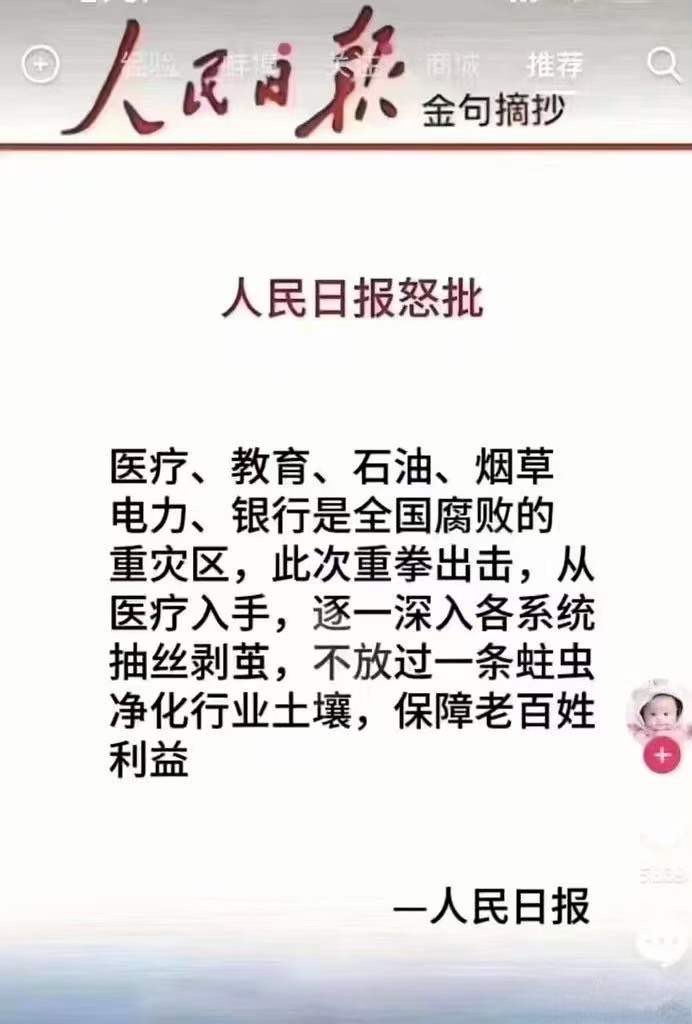 人民日报
金句摘抄
关注 商城 推荐
人民日报怒批
医疗、教育、石油、烟草
电力、银行是全国腐败的
重灾区，此次重拳出击，从
医疗入手，逐一深入各系统
抽丝剥茧，不放过一条蛀虫
净化行业土壤，保障老百姓
利益
—人民日报